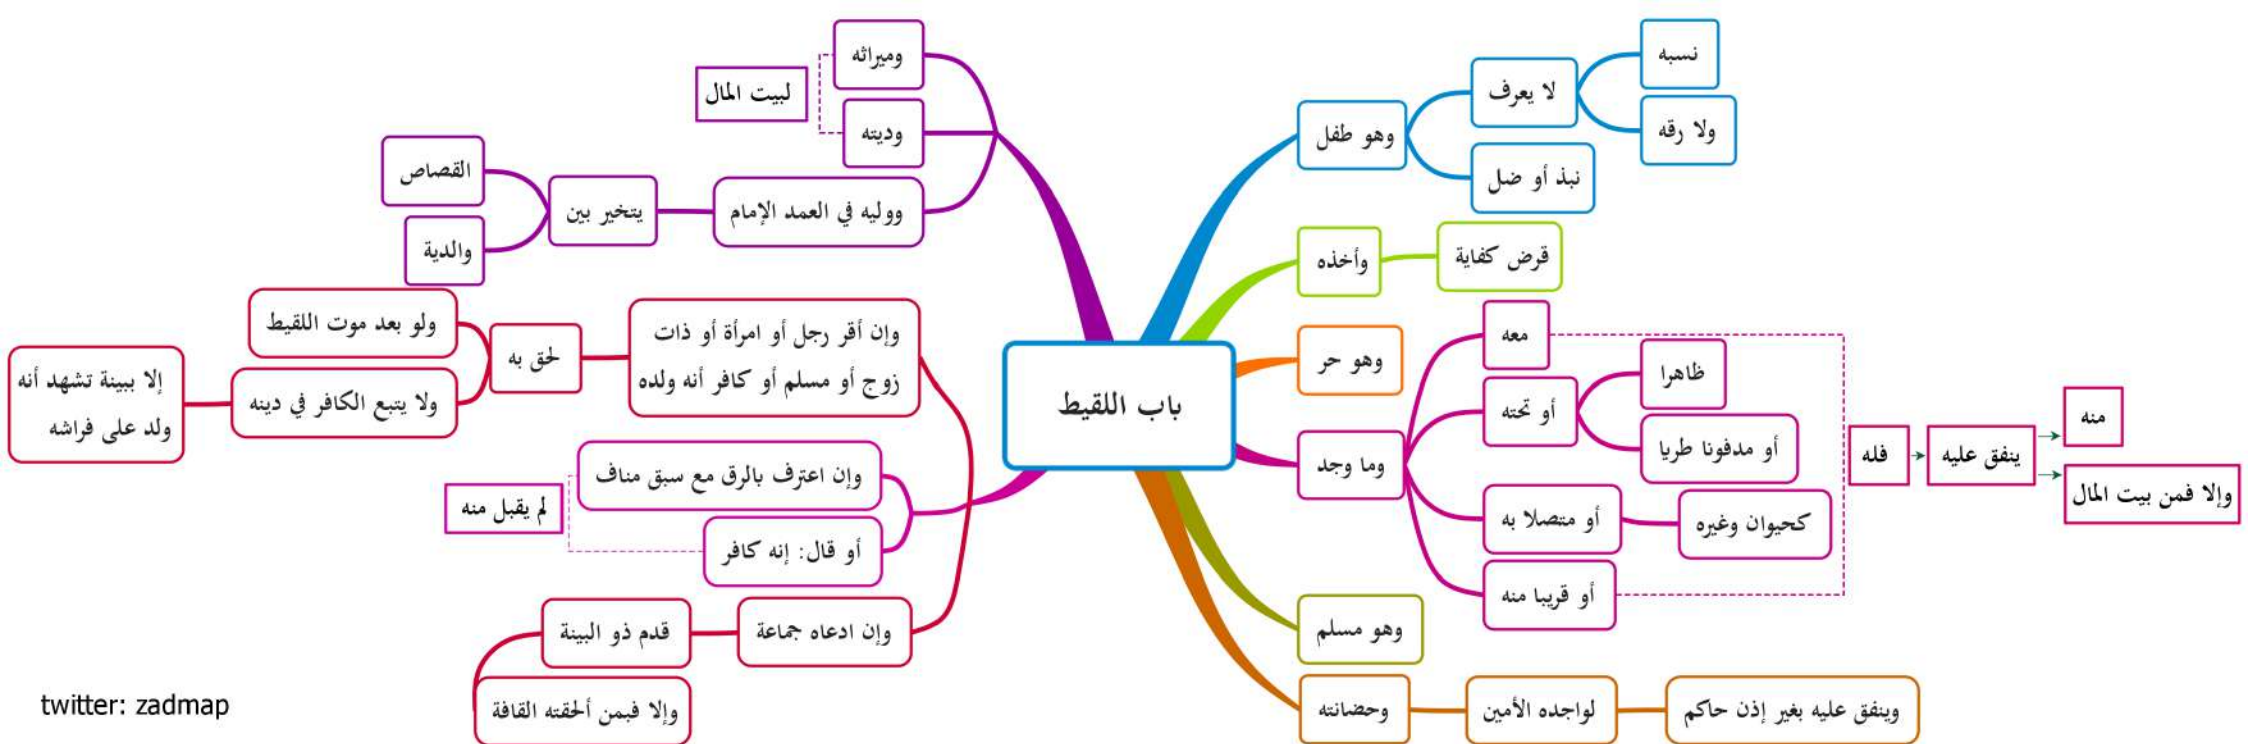 باب اللقيط
وهو طفل
لا يعرف
نسبه
ولا رقه
نبذ أو ضل
وأخذه
قرض كفاية
وهو حر
وما وجد
معه
أو تحته
ظاهرا
أو مدفونا طريا
أو متصلا به
كحيوان وغيره
أو قريبا منه
فله
ينفق عليه
منه
وإلا فمن بيت المال
وهو مسلم
وحضانته
لواجده الأمين
وينفق عليه بغير إذن حاكم
وميراثه
وديته
لبيت المال
ووليه في العمد الإمام
يتخير بين
القصاص
والدية
وإن أقر رجل أو امرأة أو ذات
زوج أو مسلم أو كافر أنه ولده
لحق به
ولو بعد موت اللقيط
ولا يتبع الكافر في دينه
إلا ببينة تشهد أنه
ولد على فراشه
وإن اعترف بالرق مع سبق مناف
أو قال: إنه كافر
لم يقبل منه
وإن ادعاه جماعة
قدم ذو البينة
وإلا فبمن ألحقته القافة
twitter: zadmap